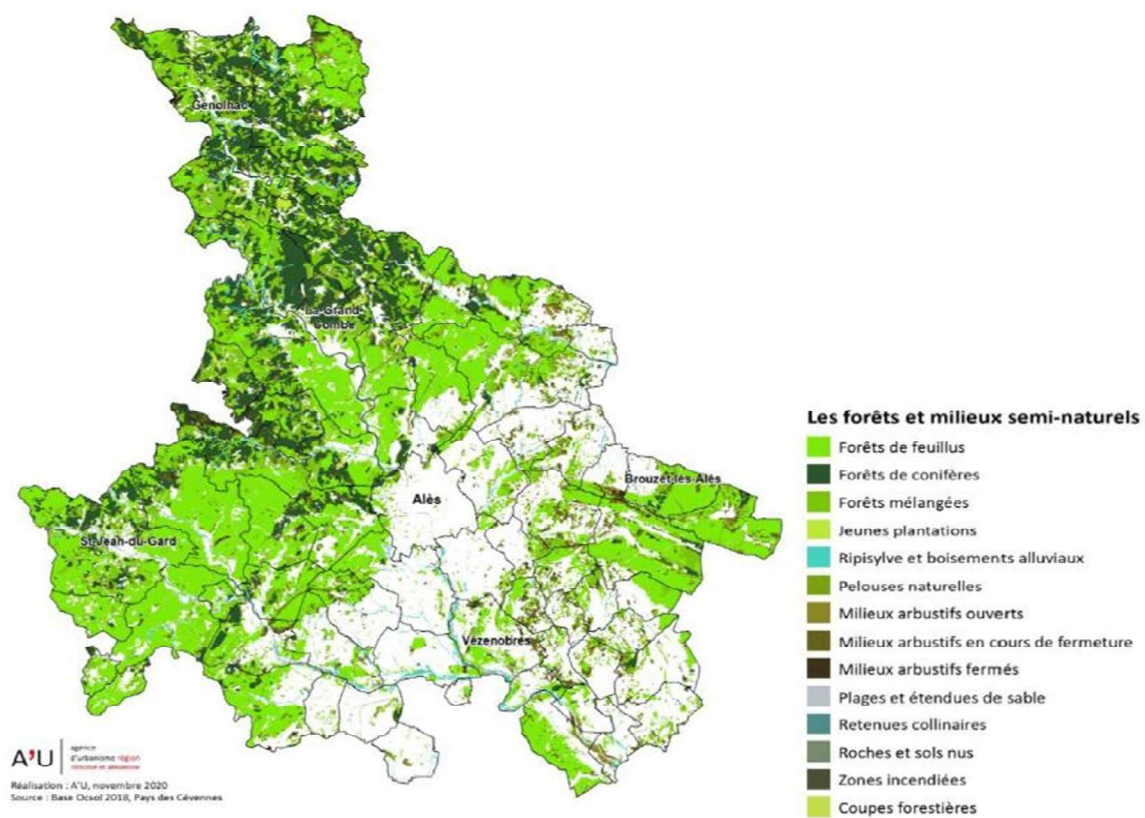 Genolhac
La-Grand-
Combe
Alès
Brouzet-les-Alès
St-Jean-du-Gard
Vézenobres
Les forêts et milieux semi-naturels
Forêts de feuillus
Forêts de conifères
Forêts mélangées
Jeunes plantations
Ripisylve et boisements alluviaux
Pelouses naturelles
Milieux arbustifs ouverts
Milieux arbustifs en cours de fermeture
Milieux arbustifs fermés
Plages et étendues de sable
Retenues collinaires
Roches et sols nus
Zones incendiées
Coupes forestières
A'U
agence
d'urbanisme région
nîmoise et alésienne
Réalisation : A'U, novembre 2020
Source : Base Ocsol 2018, Pays des Cévennes